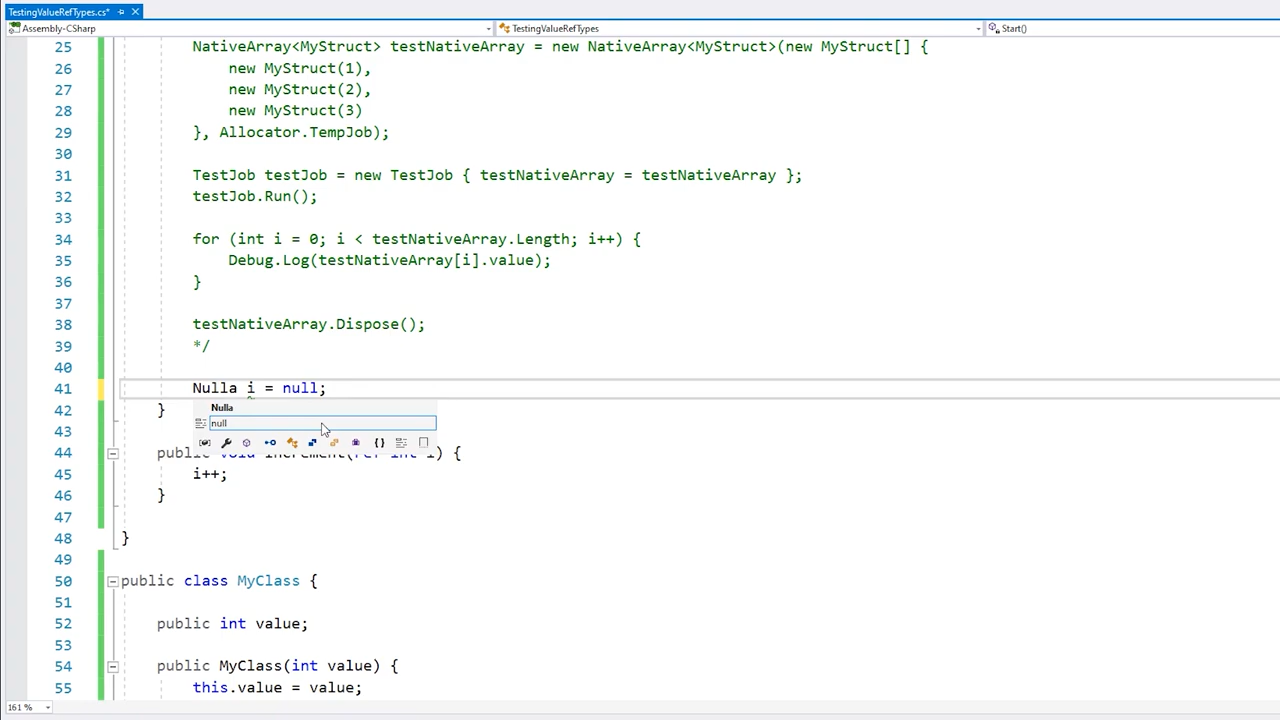 TestingValueRefTypes.cs*
Assembly-CSharp TestingValueRefTypes Start()
25 NativeArray<MyStruct> testNativeArray = new NativeArray<MyStruct>(new MyStruct[] {
26 new MyStruct(1),
27 new MyStruct(2),
28 new MyStruct(3)
29 }, Allocator.TempJob);
30
31 TestJob testJob = new TestJob { testNativeArray = testNativeArray };
32 testJob.Run();
33
34 for (int i = 0; i < testNativeArray.Length; i++) {
35 Debug.Log(testNativeArray[i].value);
36 }
37
38 testNativeArray.Dispose();
39 */
40
41 Nulla i = null;
Nulla
42 }
null
43
44 public void Increment(ref int i) {
45 i++;
46 }
47
48 }
49
50 public class MyClass {
51
52 public int value;
53
54 public MyClass(int value) {
55 this.value = value;
161 %